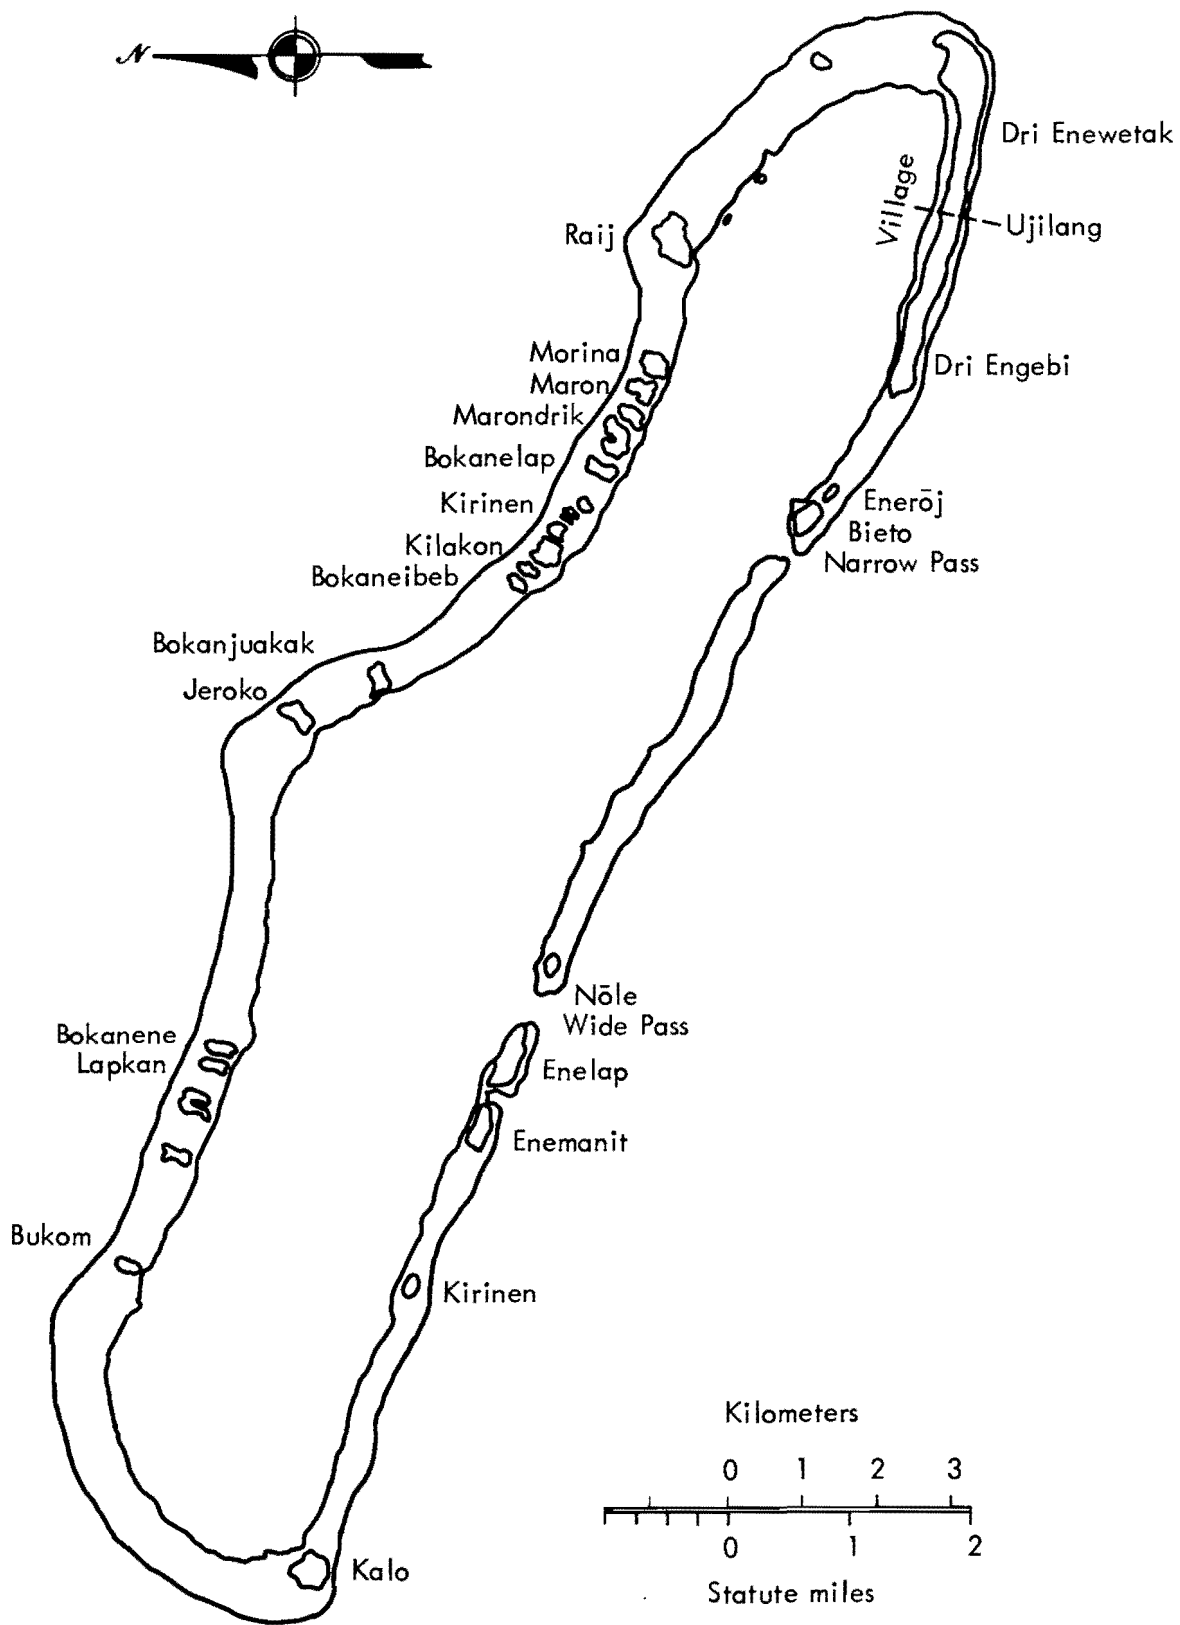 N
Dri Enewetak
Village
Raij
Ujilang
Morina
Dri Engebi
Maron
Marondrik
Bokanelap
Kirinen
Enerōj
Bieto
Kilakon
Narrow Pass
Bokaneibeb
Bokanjuakak
Jeroko
Nōle
Wide Pass
Bokanene
Lapkan
Enelap
Enemanit
Bukom
Kirinen
Kilometers
0 1 2 3
0 1 2
Kalo
Statute miles